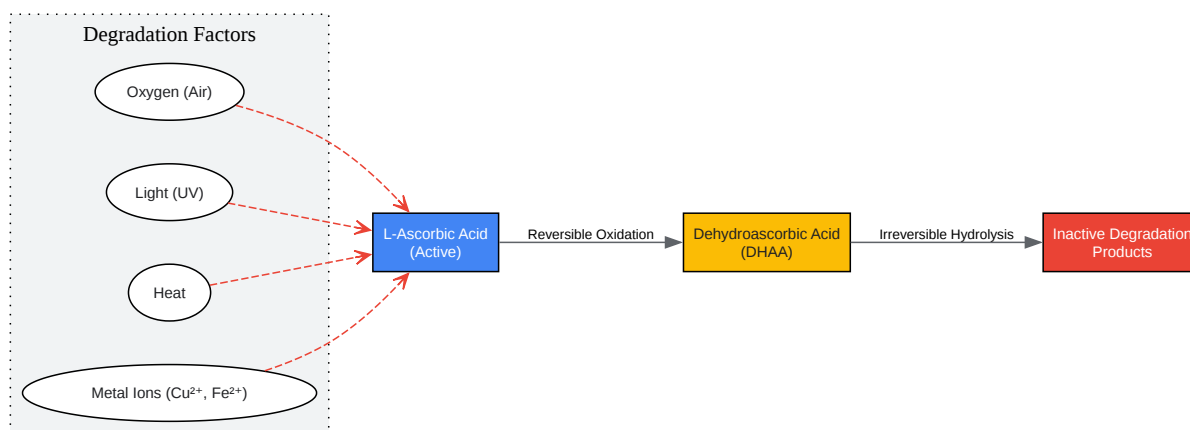 Degradation Factors
Oxygen (Air)
Light (UV)
Heat
Metal Ions (Cu²⁺, Fe²⁺)
L-Ascorbic Acid
(Active)
Reversible Oxidation
Dehydroascorbic Acid
(DHAA)
Irreversible Hydrolysis
Inactive Degradation
Products